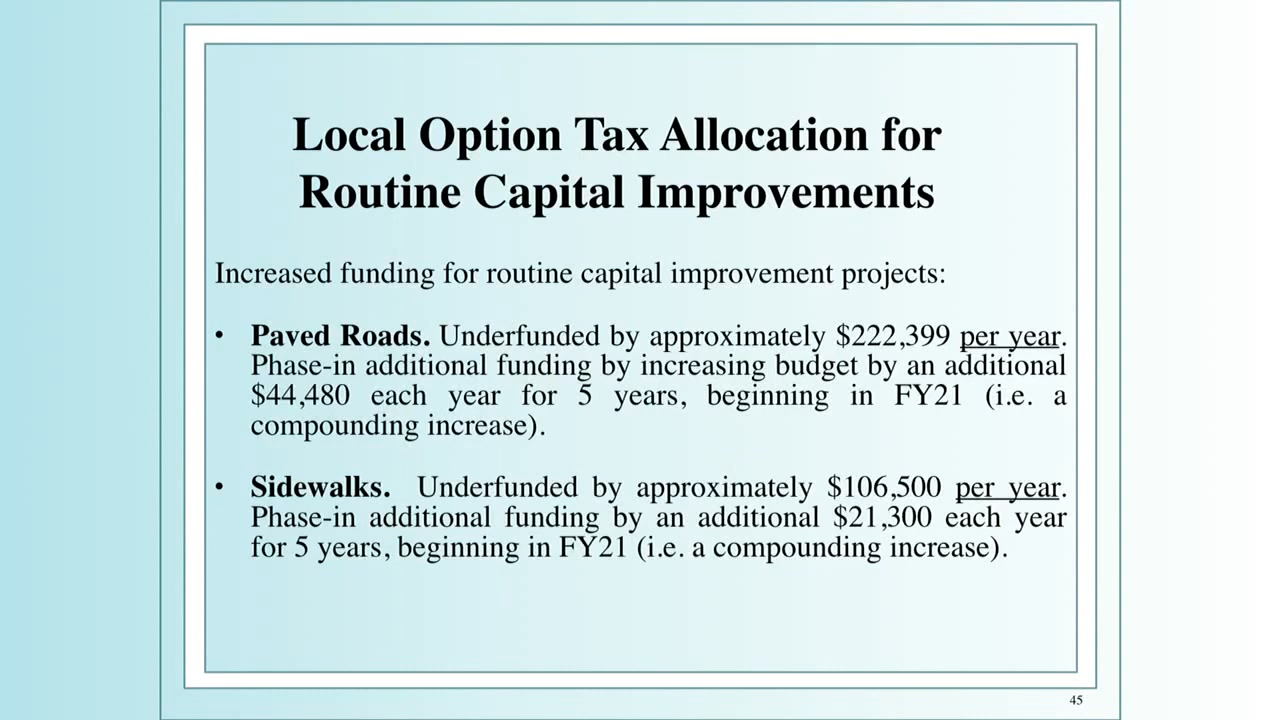 Local Option Tax Allocation for
Routine Capital Improvements
Increased funding for routine capital improvement projects:
• Paved Roads. Underfunded by approximately $222,399 per year.
Phase-in additional funding by increasing budget by an additional
$44,480 each year for 5 years, beginning in FY21 (i.e. a
compounding increase).
• Sidewalks. Underfunded by approximately $106,500 per year.
Phase-in additional funding by an additional $21,300 each year
for 5 years, beginning in FY21 (i.e. a compounding increase).
45